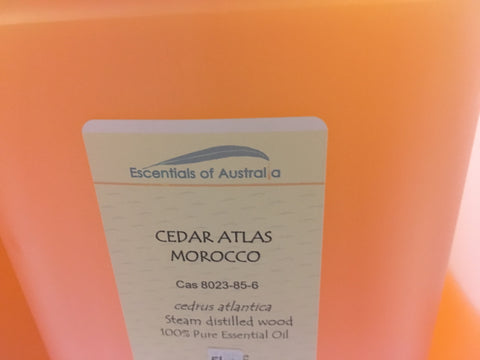 Escentials of Australia
CEDAR ATLAS
MOROCCO
Cas 8023-85-6
cedrus atlantica
Steam distilled wood
100% Pure Essential Oil